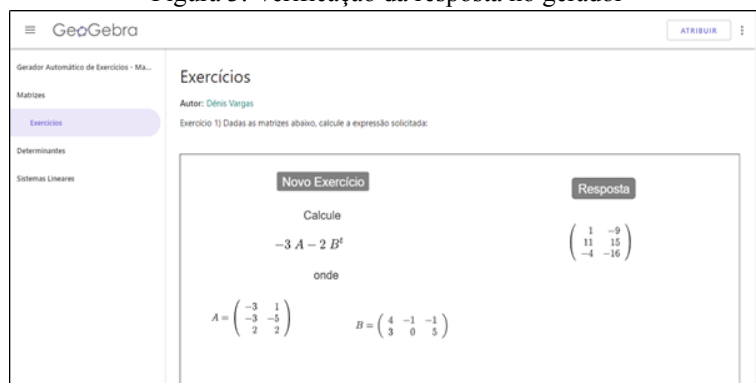 Figura 3: Verificação da resposta no gerador
GeoGebra
ATRIBUIR
Gerador Automático de Exercícios - Ma...
Matrizes
Exercícios
Determinantes
Sistemas Lineares
Exercícios
Autor: Dênis Vargas
Exercício 1) Dadas as matrizes abaixo, calcule a expressão solicitada:
Novo Exercício
Calcule
−3 A − 2 Bᵗ
onde
A = ( −3 1
−3 −5
2 2 )
B = ( 4 −1 −1
3 0 5 )
Resposta
( 1 −9
11 15
−4 −16 )